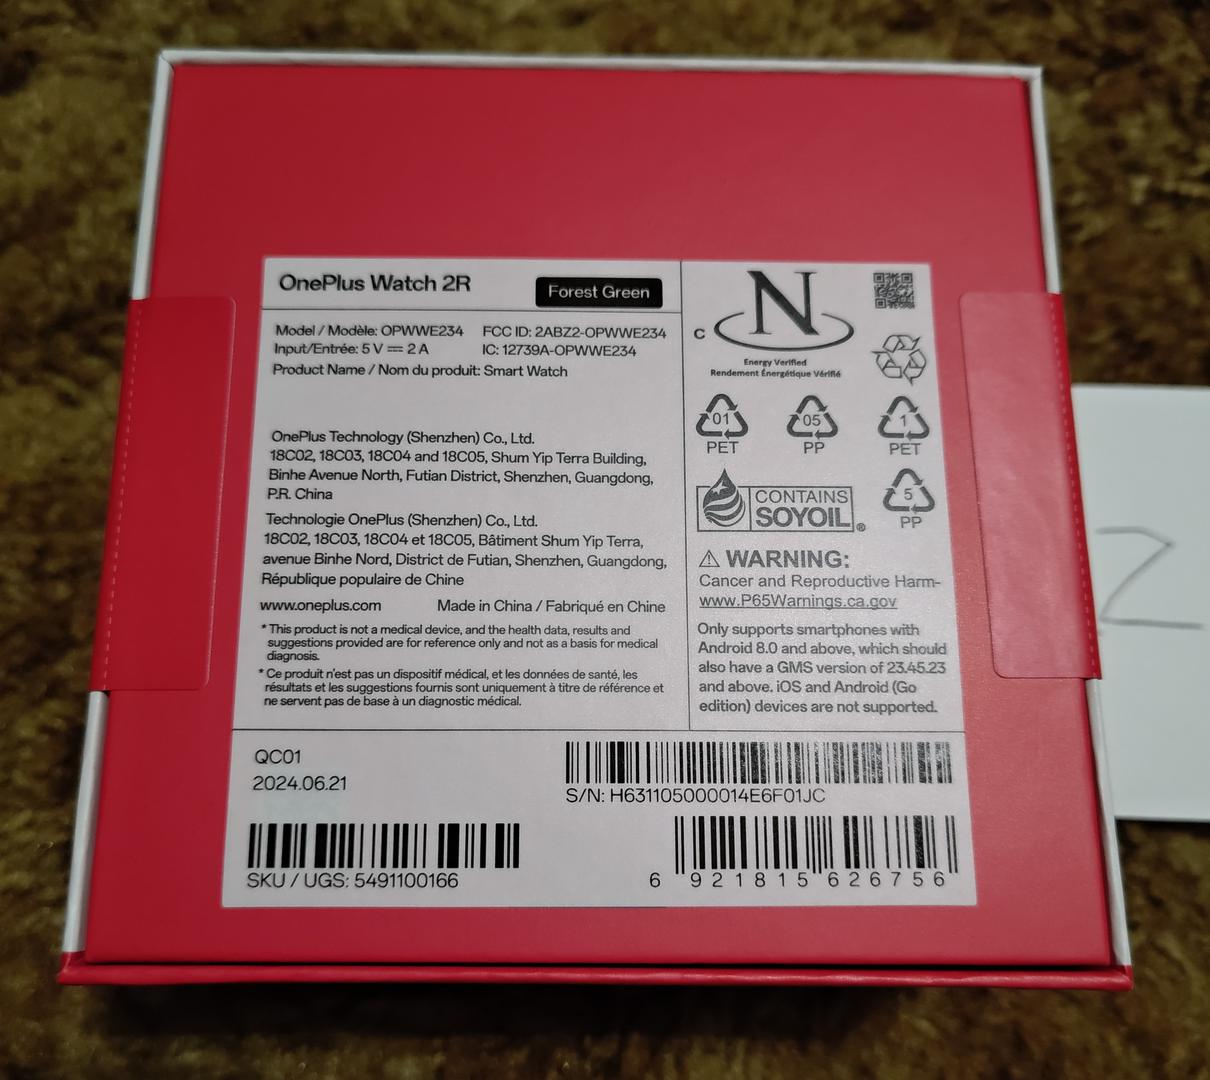 OnePlus Watch 2R
Forest Green
Model / Modèle: OPWWE234 FCC ID: 2ABZ2-OPWWE234
Input/Entrée: 5 V ⎓ 2 A IC: 12739A-OPWWE234
Product Name / Nom du produit: Smart Watch
OnePlus Technology (Shenzhen) Co., Ltd.
18C02, 18C03, 18C04 and 18C05, Shum Yip Terra Building,
Binhe Avenue North, Futian District, Shenzhen, Guangdong,
P.R. China
Technologie OnePlus (Shenzhen) Co., Ltd.
18C02, 18C03, 18C04 et 18C05, Bâtiment Shum Yip Terra,
avenue Binhe Nord, District de Futian, Shenzhen, Guangdong,
République populaire de Chine
www.oneplus.com Made in China / Fabriqué en Chine
* This product is not a medical device, and the health data, results and
suggestions provided are for reference only and not as a basis for medical
diagnosis.
* Ce produit n'est pas un dispositif médical, et les données de santé, les
résultats et les suggestions fournis sont uniquement à titre de référence et
ne servent pas de base à un diagnostic médical.
N
C
Energy Verified
Rendement Énergétique Vérifié
01 05 1
PET PP PET
CONTAINS
SOYOIL®
5
PP
⚠ WARNING:
Cancer and Reproductive Harm-
www.P65Warnings.ca.gov
Only supports smartphones with
Android 8.0 and above, which should
also have a GMS version of 23.45.23
and above. iOS and Android (Go
edition) devices are not supported.
QC01
2024.06.21
S/N: H631105000014E6F01JC
SKU / UGS: 5491100166
6 921815 626756
2